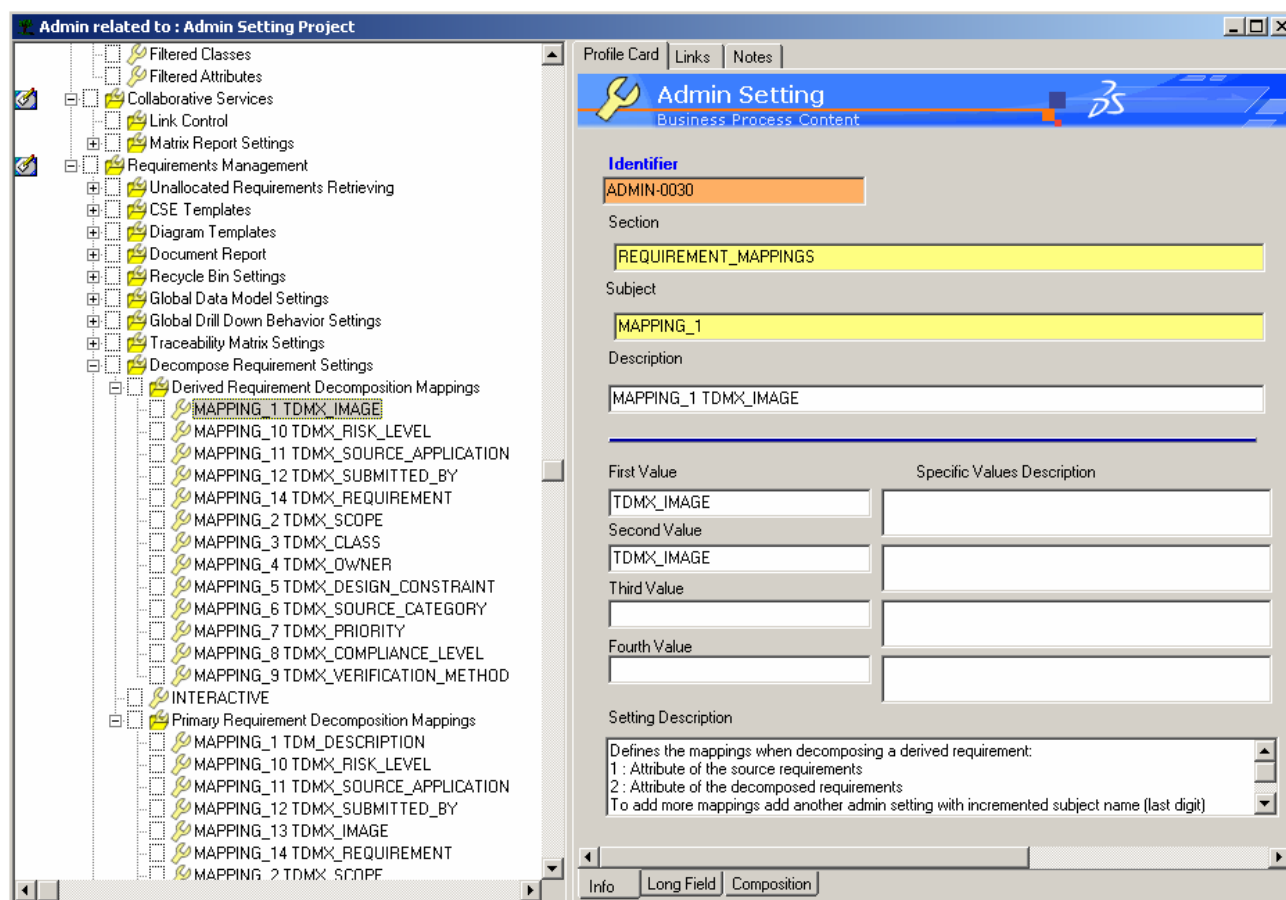 Admin related to : Admin Setting Project
Filtered Classes
Filtered Attributes
Collaborative Services
Link Control
Matrix Report Settings
Requirements Management
Unallocated Requirements Retrieving
CSE Templates
Diagram Templates
Document Report
Recycle Bin Settings
Global Data Model Settings
Global Drill Down Behavior Settings
Traceability Matrix Settings
Decompose Requirement Settings
Derived Requirement Decomposition Mappings
MAPPING_1 TDMX_IMAGE
MAPPING_10 TDMX_RISK_LEVEL
MAPPING_11 TDMX_SOURCE_APPLICATION
MAPPING_12 TDMX_SUBMITTED_BY
MAPPING_14 TDMX_REQUIREMENT
MAPPING_2 TDMX_SCOPE
MAPPING_3 TDMX_CLASS
MAPPING_4 TDMX_OWNER
MAPPING_5 TDMX_DESIGN_CONSTRAINT
MAPPING_6 TDMX_SOURCE_CATEGORY
MAPPING_7 TDMX_PRIORITY
MAPPING_8 TDMX_COMPLIANCE_LEVEL
MAPPING_9 TDMX_VERIFICATION_METHOD
INTERACTIVE
Primary Requirement Decomposition Mappings
MAPPING_1 TDM_DESCRIPTION
MAPPING_10 TDMX_RISK_LEVEL
MAPPING_11 TDMX_SOURCE_APPLICATION
MAPPING_12 TDMX_SUBMITTED_BY
MAPPING_13 TDMX_IMAGE
MAPPING_14 TDMX_REQUIREMENT
MAPPING_2 TDMX_SCOPE
Profile Card Links Notes
Admin Setting
Business Process Content
Identifier
ADMIN-0030
Section
REQUIREMENT_MAPPINGS
Subject
MAPPING_1
Description
MAPPING_1 TDMX_IMAGE
First Value Specific Values Description
TDMX_IMAGE
Second Value
TDMX_IMAGE
Third Value
Fourth Value
Setting Description
Defines the mappings when decomposing a derived requirement:
1 : Attribute of the source requirements
2 : Attribute of the decomposed requirements
To add more mappings add another admin setting with incremented subject name (last digit)
Info Long Field Composition